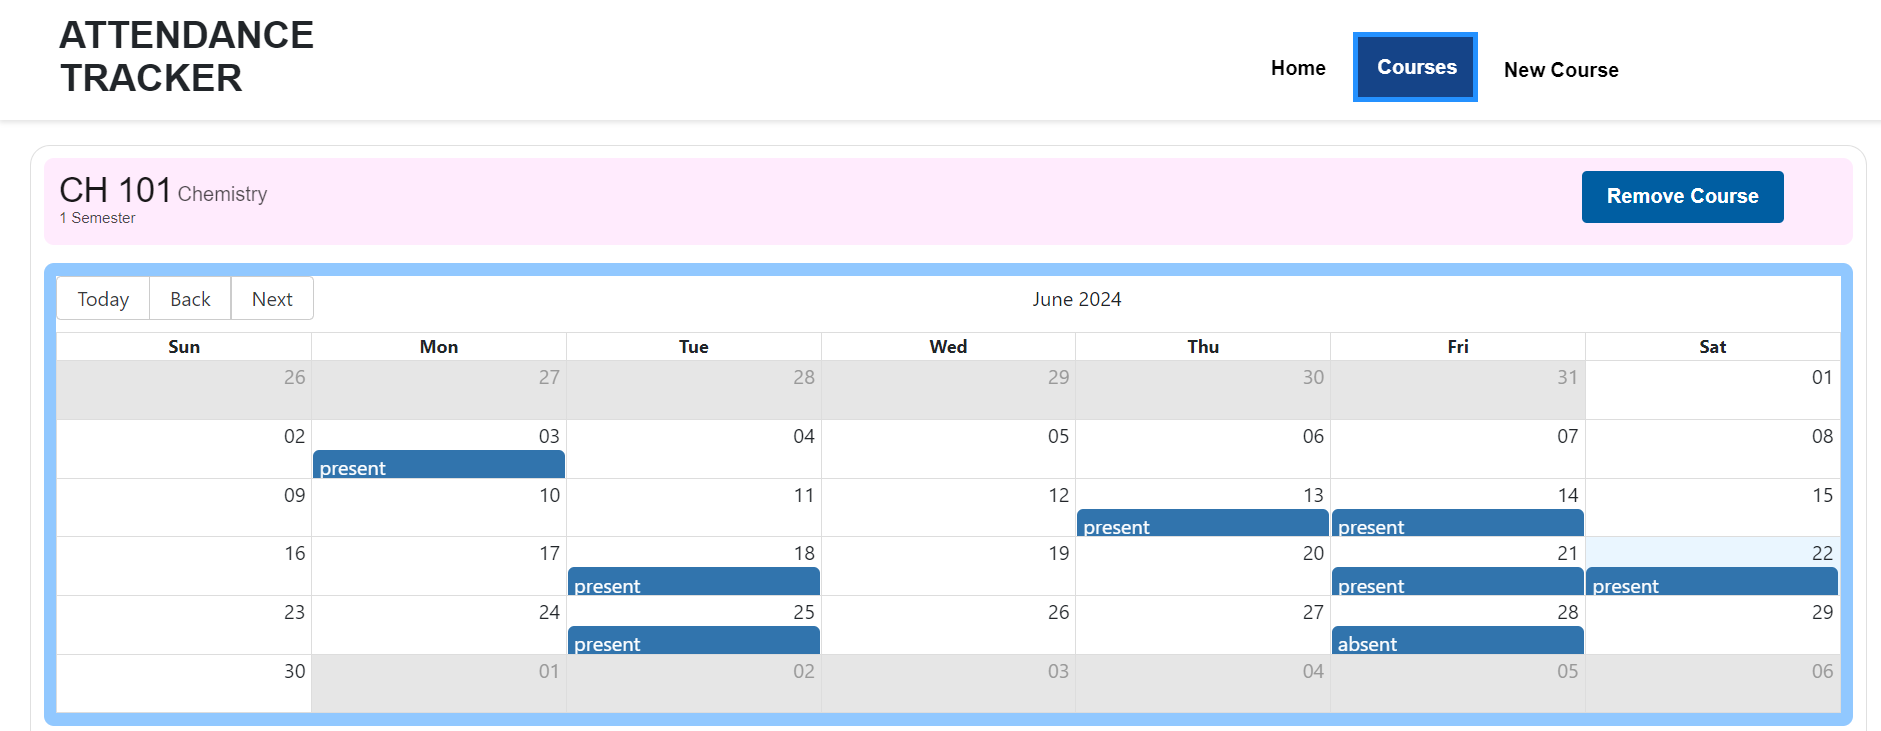 ATTENDANCE
TRACKER
Home Courses New Course
CH 101 Chemistry
1 Semester
Remove Course
Today Back Next
June 2024
Sun Mon Tue Wed Thu Fri Sat
26 27 28 29 30 31 01
02 03 04 05 06 07 08
present
09 10 11 12 13 14 15
present present
16 17 18 19 20 21 22
present present present
23 24 25 26 27 28 29
present absent
30 01 02 03 04 05 06